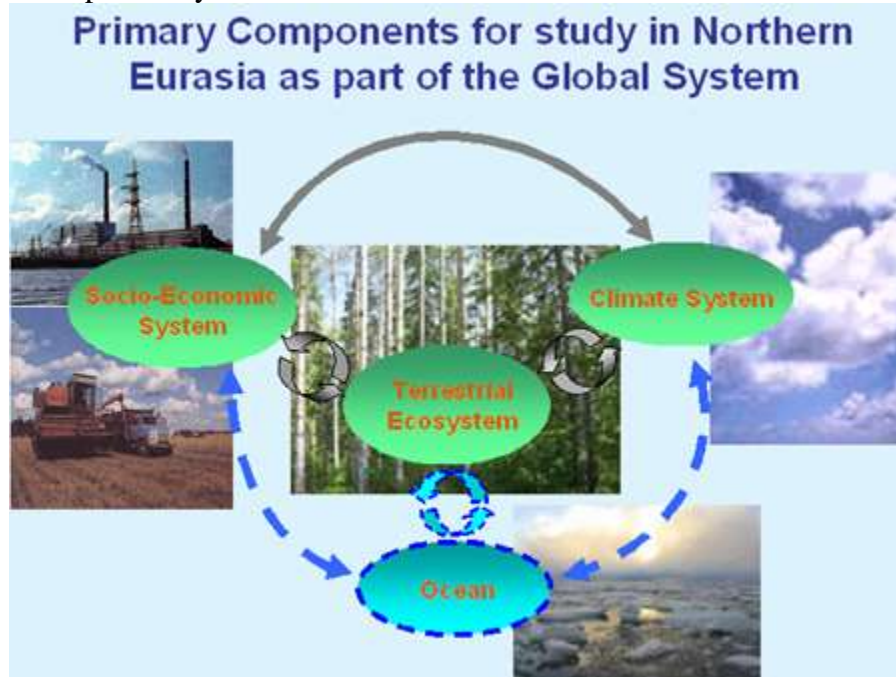 Primary Components for study in Northern
Eurasia as part of the Global System
Socio-Economic
System
Climate System
Terrestrial
Ecosystem
Ocean